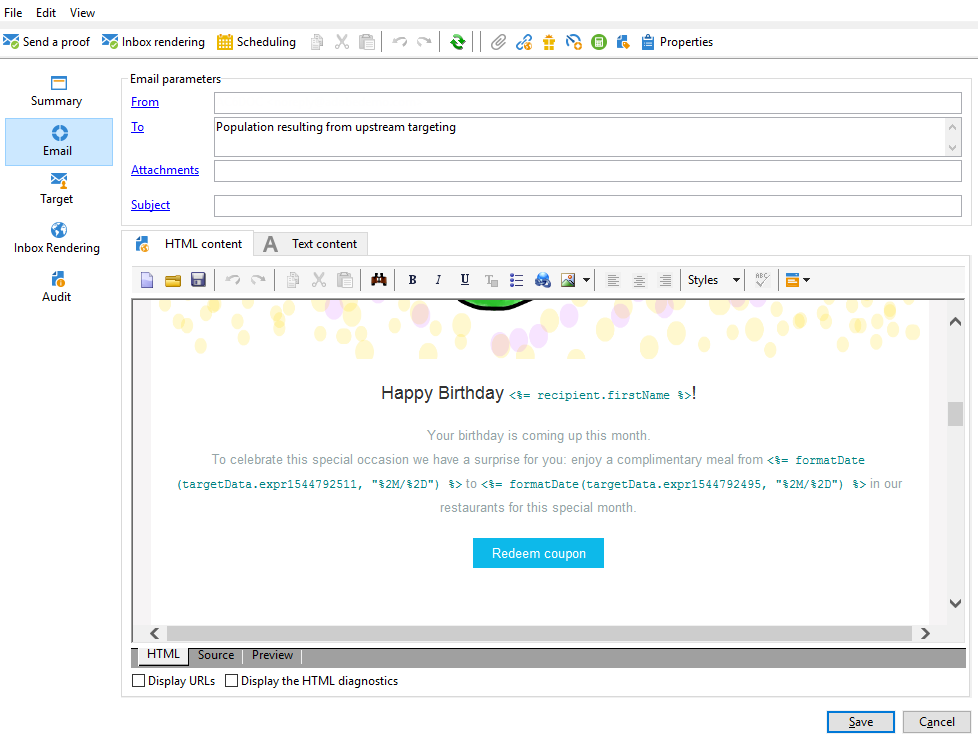 File Edit View
Send a proof Inbox rendering Scheduling Properties
Summary
Email
Target
Inbox Rendering
Audit
Email parameters
From
To Population resulting from upstream targeting
Attachments
Subject
HTML content A Text content
B I U T Styles ABC
Happy Birthday <%= recipient.firstName %>!
Your birthday is coming up this month.
To celebrate this special occasion we have a surprise for you: enjoy a complimentary meal from <%= formatDate
(targetData.expr1544792511, "%2M/%2D") %> to <%= formatDate(targetData.expr1544792495, "%2M/%2D") %> in our
restaurants for this special month.
Redeem coupon
HTML Source Preview
Display URLs Display the HTML diagnostics
Save Cancel